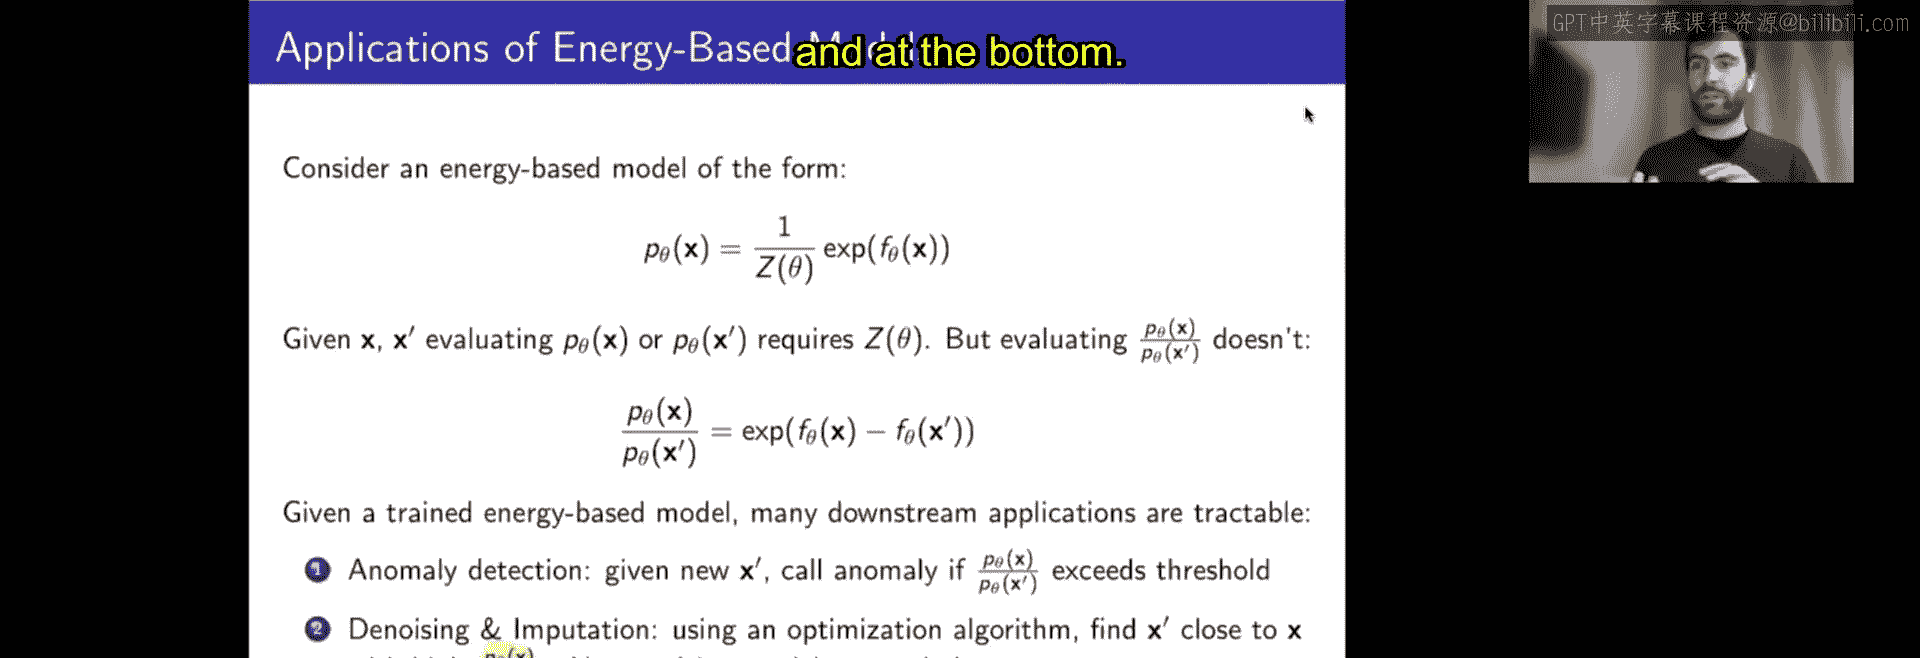 Applications of Energy-Based
and at the bottom.
GPT中英字幕课程资源@bilibili.com
Consider an energy-based model of the form:
pθ(x) = 1/Z(θ) exp(fθ(x))
Given x, x′ evaluating pθ(x) or pθ(x′) requires Z(θ). But evaluating pθ(x)/pθ(x′) doesn't:
pθ(x)/pθ(x′) = exp(fθ(x) − fθ(x′))
Given a trained energy-based model, many downstream applications are tractable:
1 Anomaly detection: given new x′, call anomaly if pθ(x)/pθ(x′) exceeds threshold
2 Denoising & Imputation: using an optimization algorithm, find x′ close to x